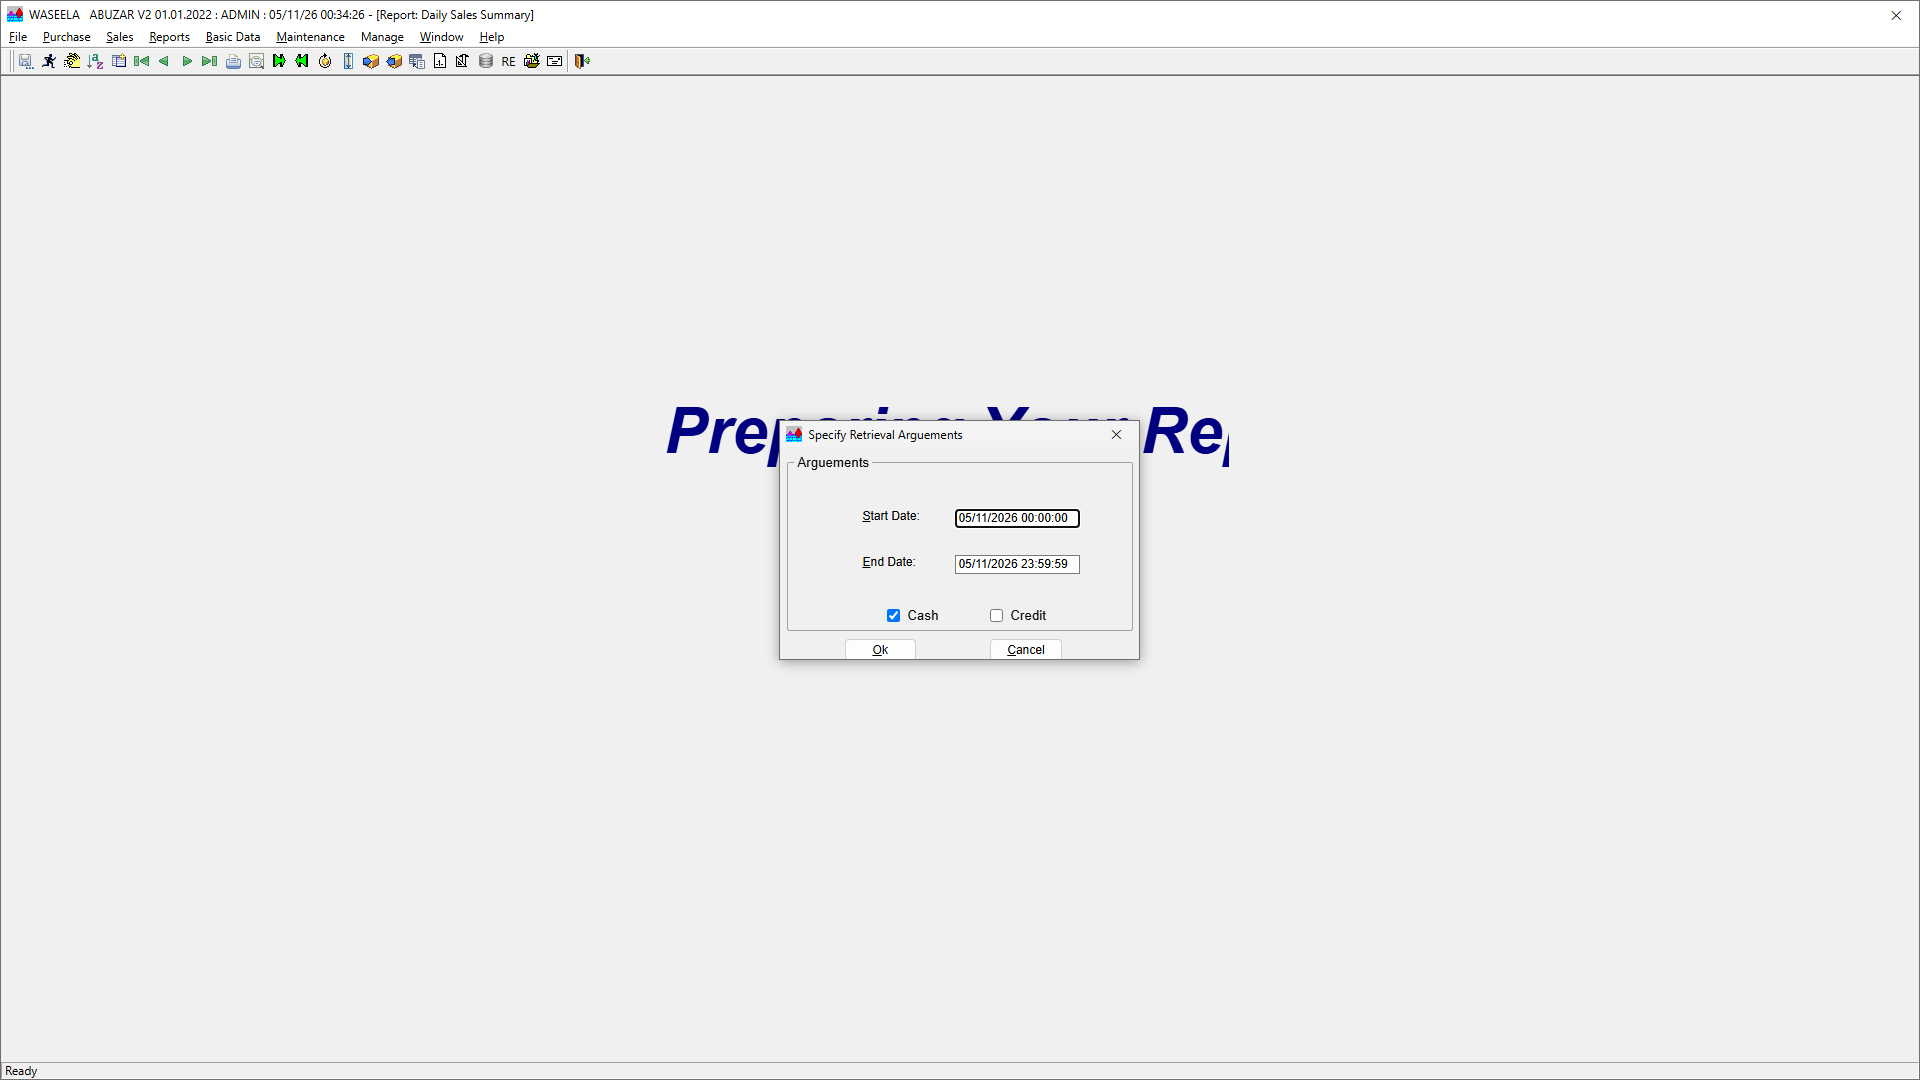 WASEELA   ABUZAR V2 01.01.2022 : ADMIN : 05/11/26 00:34:26 - [Report: Daily Sales Summary]
File Purchase Sales Reports Basic Data Maintenance Manage Window Help
RE
Specify Retrieval Arguements
Arguements
Start Date: 05/11/2026 00:00:00
End Date: 05/11/2026 23:59:59
Cash Credit
Ok Cancel
Ready